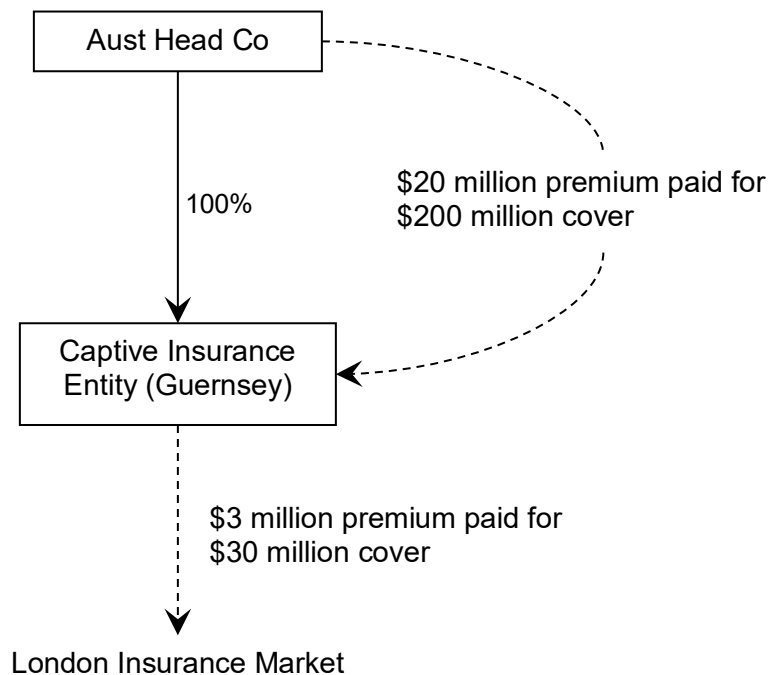 Aust Head Co
100%
$20 million premium paid for
$200 million cover
Captive Insurance
Entity (Guernsey)
$3 million premium paid for
$30 million cover
London Insurance Market